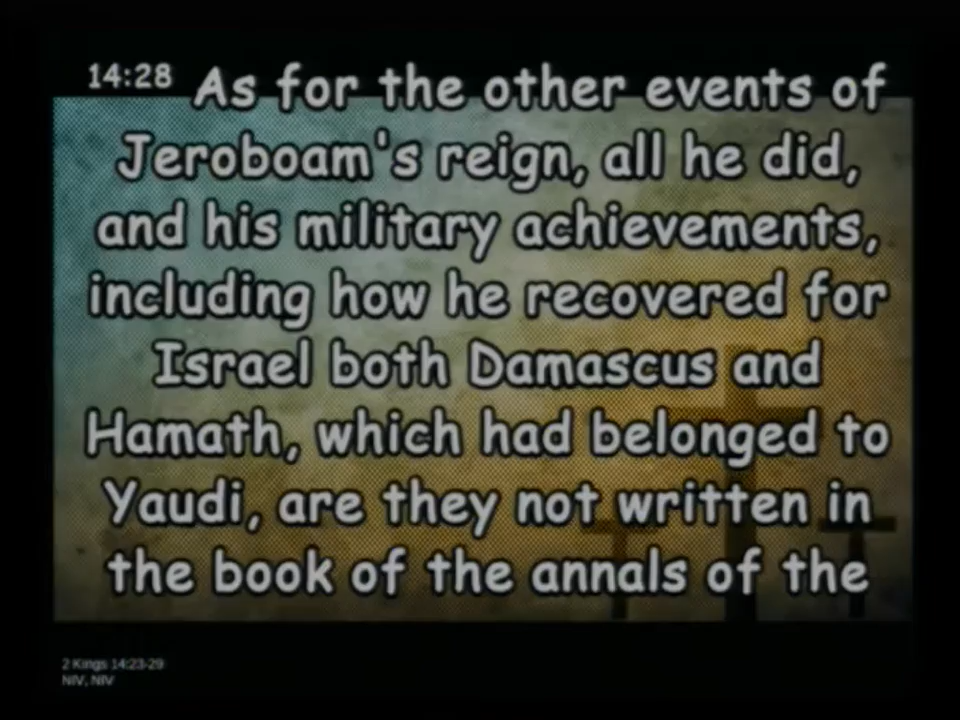 14:28 As for the other events of
Jeroboam's reign, all he did,
and his military achievements,
including how he recovered for
Israel both Damascus and
Hamath, which had belonged to
Yaudi, are they not written in
the book of the annals of the
2 Kings 14:23-29
NIV, NIV